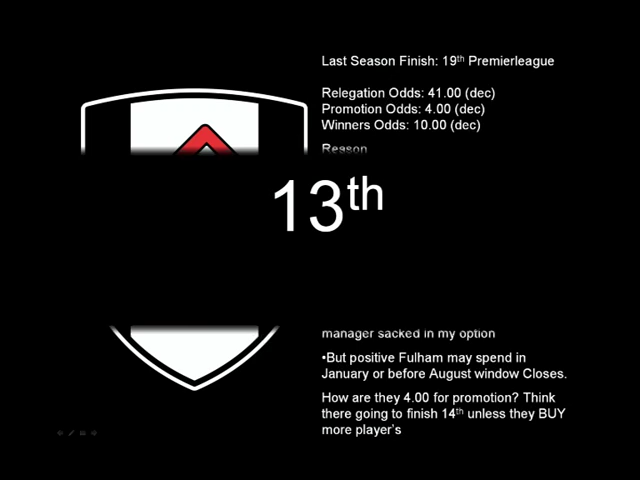 Last Season Finish: 19th Premierleague
Relegation Odds: 41.00 (dec)
Promotion Odds: 4.00 (dec)
Winners Odds: 10.00 (dec)
Reason
13th
manager sacked in my option
•But positive Fulham may spend in
January or before August window Closes.
How are they 4.00 for promotion? Think
there going to finish 14th unless they BUY
more player's